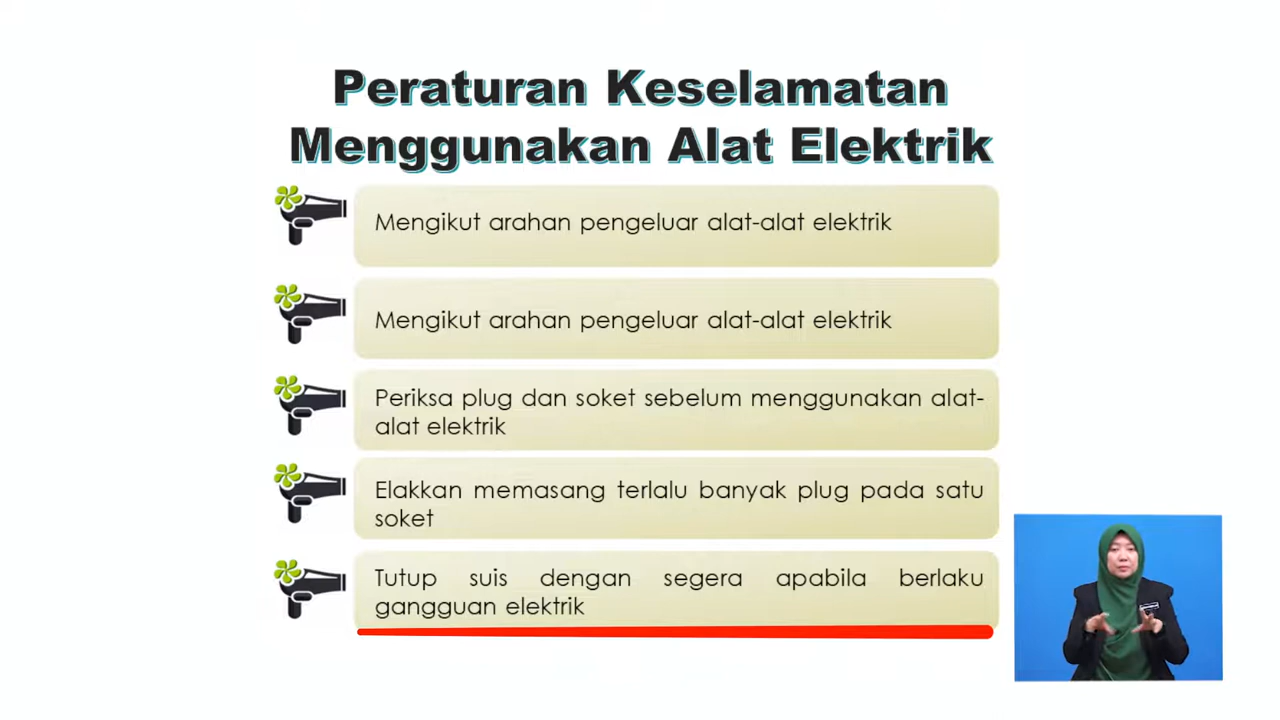 Peraturan Keselamatan
Menggunakan Alat Elektrik
Mengikut arahan pengeluar alat-alat elektrik
Mengikut arahan pengeluar alat-alat elektrik
Periksa plug dan soket sebelum menggunakan alat-
alat elektrik
Elakkan memasang terlalu banyak plug pada satu
soket
Tutup suis dengan segera apabila berlaku
gangguan elektrik